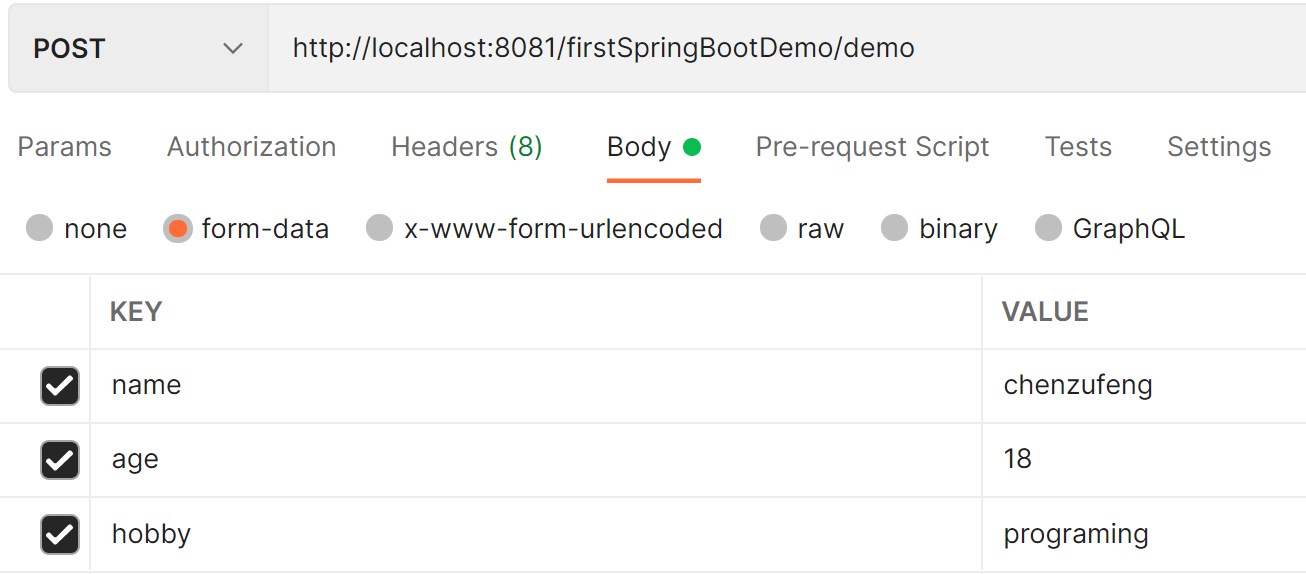 POST http://localhost:8081/firstSpringBootDemo/demo
Params Authorization Headers (8) Body Pre-request Script Tests Settings
none form-data x-www-form-urlencoded raw binary GraphQL
KEY VALUE
name chenzufeng
age 18
hobby programing